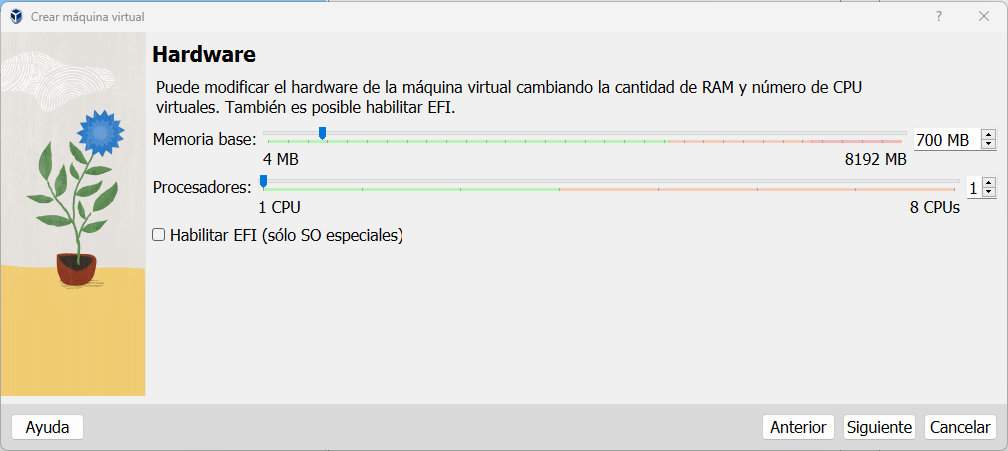 Crear máquina virtual
?
Hardware
Puede modificar el hardware de la máquina virtual cambiando la cantidad de RAM y número de CPU
virtuales. También es posible habilitar EFI.
Memoria base:
700 MB
4 MB
8192 MB
Procesadores:
1
1 CPU
8 CPUs
Habilitar EFI (sólo SO especiales)
Ayuda
Anterior
Siguiente
Cancelar